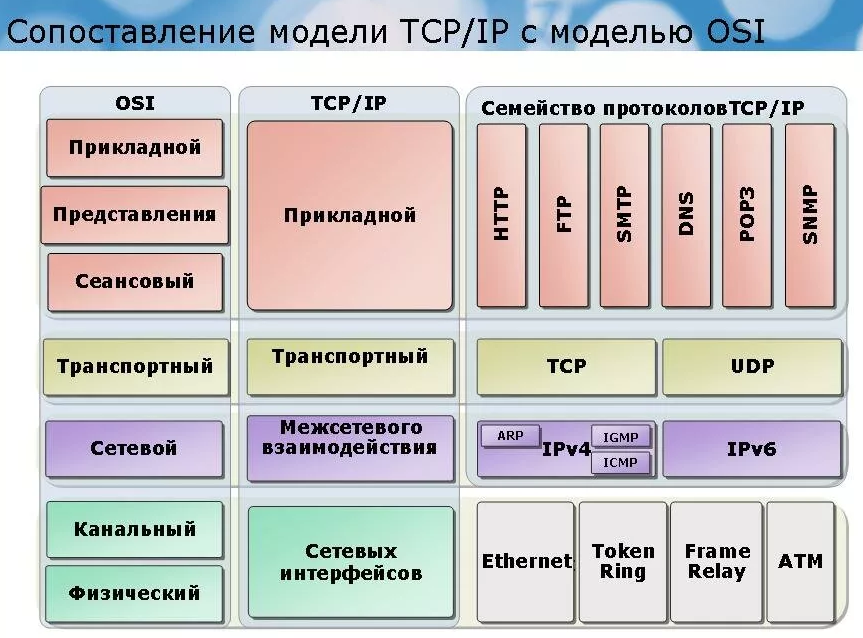 Сопоставление модели TCP/IP с моделью OSI
OSI
TCP/IP
Семейство протоколовTCP/IP
Прикладной
Представления
Сеансовый
Прикладной
HTTP
FTP
SMTP
DNS
POP3
SNMP
Транспортный
Транспортный
TCP
UDP
Сетевой
Межсетевого
взаимодействия
ARP
IPv4
IGMP
ICMP
IPv6
Канальный
Физический
Сетевых
интерфейсов
Ethernet
Token
Ring
Frame
Relay
ATM